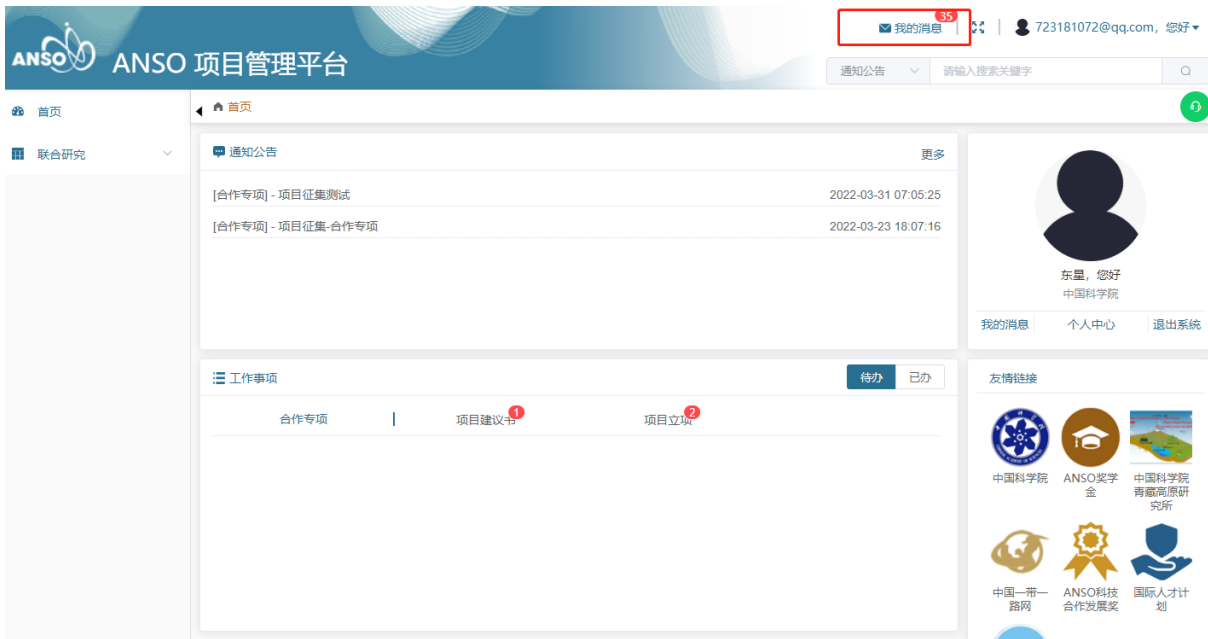 35
我的消息
723181072@qq.com，您好
ANSO
ANSO 项目管理平台
通知公告
请输入搜索关键字
首页
首页
联合研究
通知公告
更多
[合作专项] - 项目征集测试
2022-03-31 07:05:25
[合作专项] - 项目征集-合作专项
2022-03-23 18:07:16
东星，您好
中国科学院
我的消息
个人中心
退出系统
工作事项
待办
已办
合作专项
项目建议书
1
项目立项
2
友情链接
中国科学院
ANSO奖学
金
中国科学院
青藏高原研
究所
中国一带一
路网
ANSO科技
合作发展奖
国际人才计
划